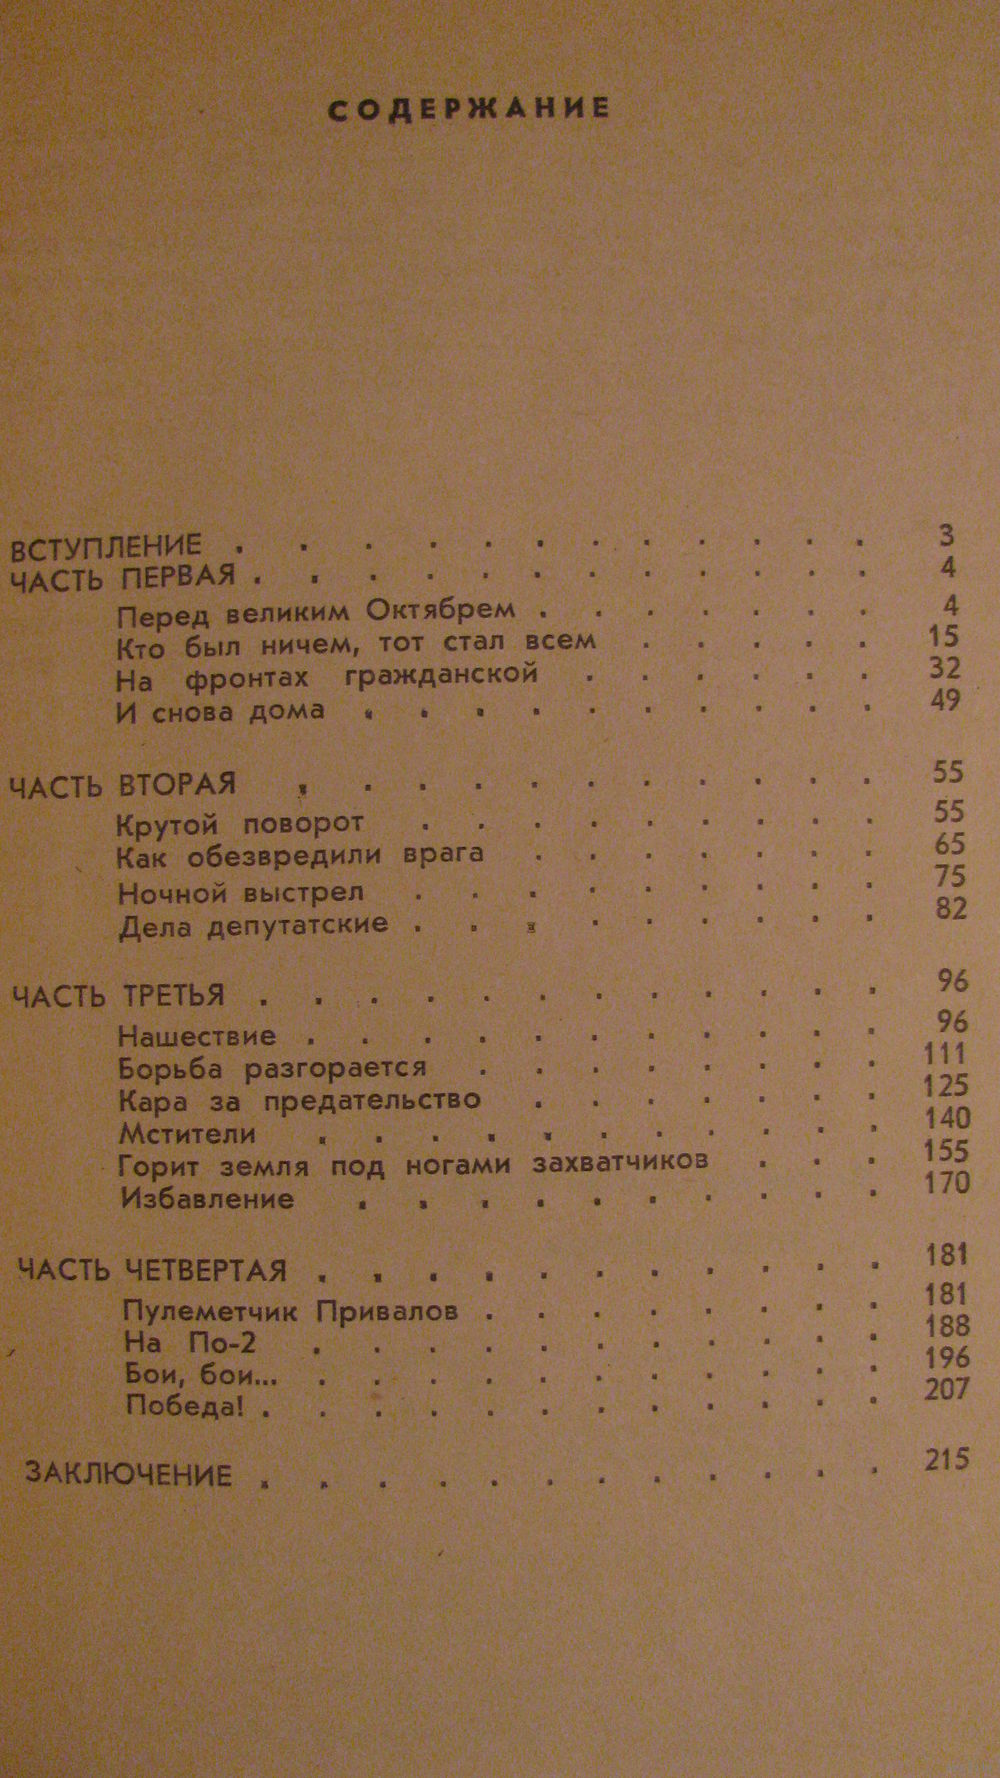 СОДЕРЖАНИЕ
ВСТУПЛЕНИЕ . . . . . . . . . . . . 3
ЧАСТЬ ПЕРВАЯ . . . . . . . . . . . . 4
Перед великим Октябрем . . . . . . . 4
Кто был ничем, тот стал всем . . . . . 15
На фронтах гражданской . . . . . . 32
И снова дома . . . . . . . . . . 49
ЧАСТЬ ВТОРАЯ . . . . . . . . . . . 55
Крутой поворот . . . . . . . . . 55
Как обезвредили врага . . . . . . . 65
Ночной выстрел . . . . . . . . . 75
Дела депутатские . . . . . . . . . 82
ЧАСТЬ ТРЕТЬЯ . . . . . . . . . . . . 96
Нашествие . . . . . . . . . . . 96
Борьба разгорается . . . . . . . . 111
Кара за предательство . . . . . . . 125
Мстители . . . . . . . . . . . 140
Горит земля под ногами захватчиков . . . 155
Избавление . . . . . . . . . . 170
ЧАСТЬ ЧЕТВЕРТАЯ . . . . . . . . . . . 181
Пулеметчик Привалов . . . . . . . . 181
На По-2 . . . . . . . . . . . 188
Бои, бои... . . . . . . . . . . . 196
Победа! . . . . . . . . . . . . 207
ЗАКЛЮЧЕНИЕ . . . . . . . . . . . . 215